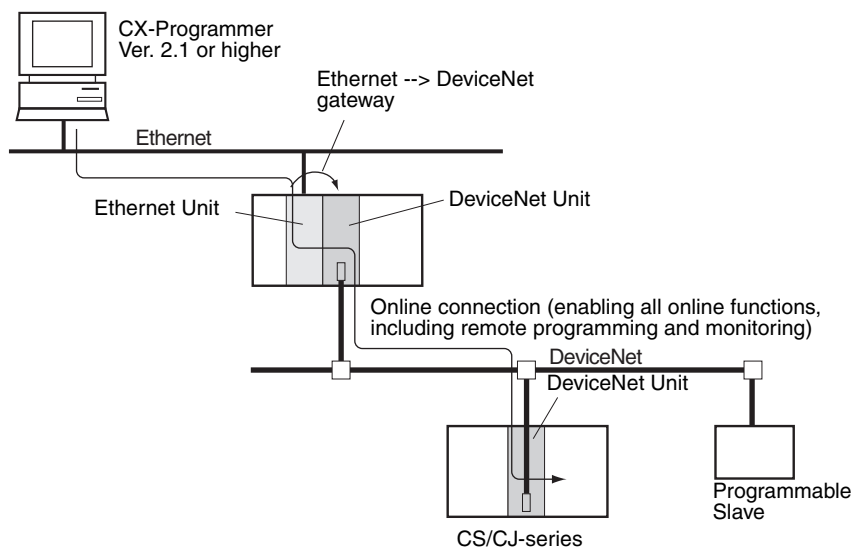 CX-Programmer
Ver. 2.1 or higher
Ethernet --> DeviceNet
gateway
Ethernet
Ethernet Unit
DeviceNet Unit
Online connection (enabling all online functions,
including remote programming and monitoring)
DeviceNet
DeviceNet Unit
Programmable
Slave
CS/CJ-series